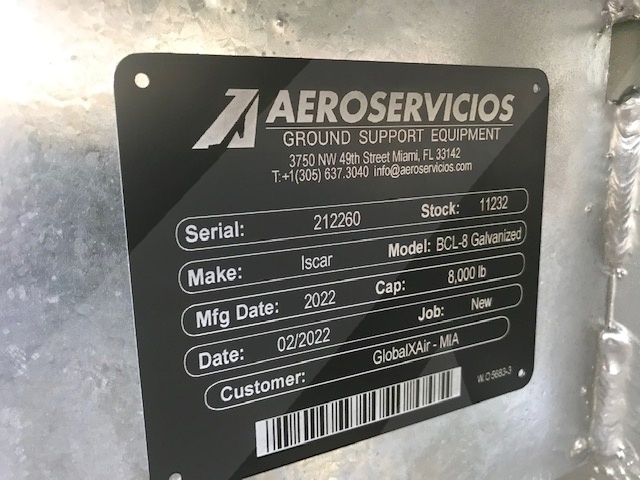 AEROSERVICIOS
GROUND SUPPORT EQUIPMENT
3750 NW 49th Street Miami, FL 33142
T:+1(305) 637.3040 info@aeroservicios.com
Serial: 212260 Stock: 11232
Make: Iscar Model: BCL-8 Galvanized
Mfg Date: 2022 Cap: 8,000 lb
Date: 02/2022 Job: New
Customer: GlobalXAir - MIA
W.O:5683-3